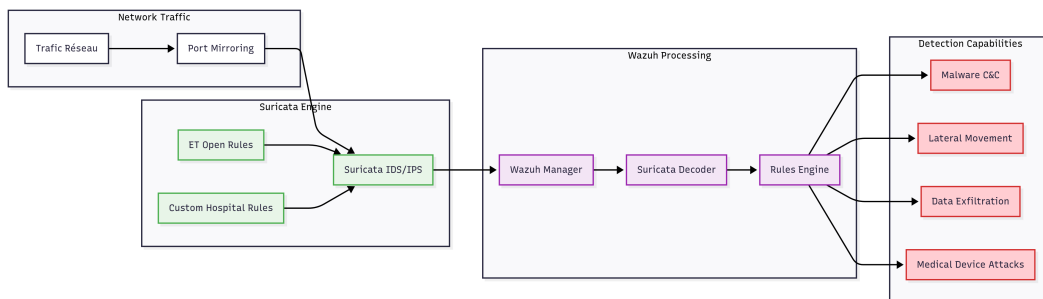 Network Traffic
Trafic Réseau
Port Mirroring
Suricata Engine
ET Open Rules
Suricata IDS/IPS
Custom Hospital Rules
Wazuh Processing
Wazuh Manager
Suricata Decoder
Rules Engine
Detection Capabilities
Malware C&C
Lateral Movement
Data Exfiltration
Medical Device Attacks